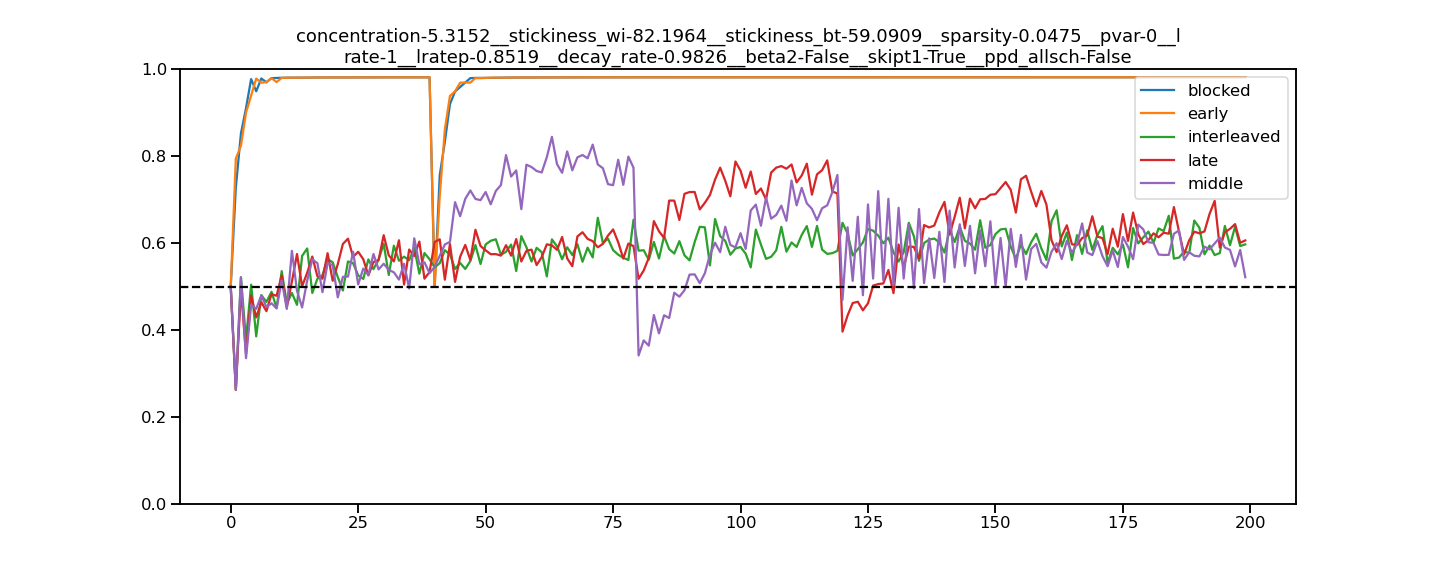 concentration-5.3152__stickiness_wi-82.1964__stickiness_bt-59.0909__sparsity-0.0475__pvar-0__l
rate-1__lratep-0.8519__decay_rate-0.9826__beta2-False__skipt1-True__ppd_allsch-False
1.0
0.8
0.6
0.4
0.2
0.0
blocked
early
interleaved
late
middle
0 25 50 75 100 125 150 175 200